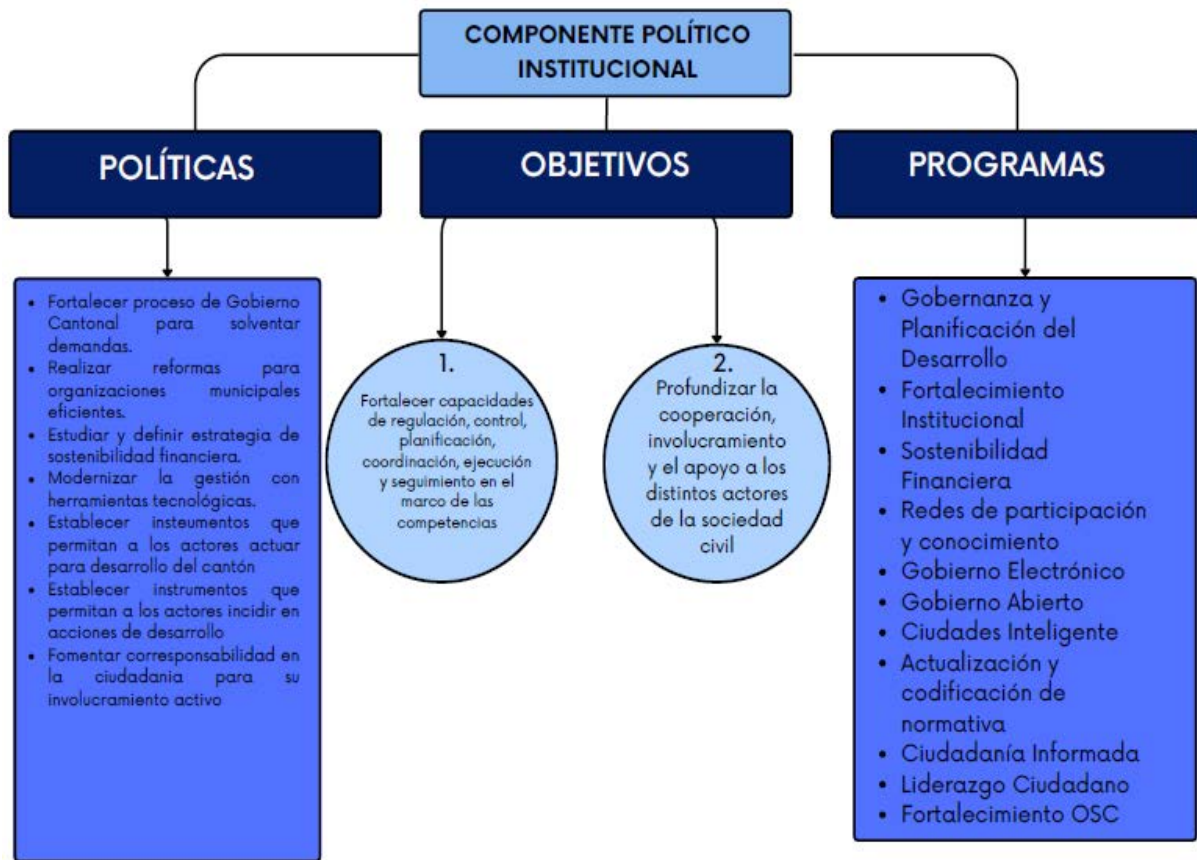 COMPONENTE POLÍTICO
INSTITUCIONAL
POLÍTICAS
Fortalecer proceso de Gobierno
Cantonal para solventar
demandas.
Realizar reformas para
organizaciones municipales
eficientes.
Estudiar y definir estrategia de
sostenibilidad financiera.
Modernizar la gestión con
herramientas tecnológicas.
Establecer insteumentos que
permitan a los actores actuar
para desarrollo del cantón
Establecer instrumentos que
permitan a los actores incidir en
acciones de desarrollo
Fomentar corresponsabilidad en
la ciudadania para su
involucramiento activo
OBJETIVOS
1.
Fortalecer capacidades
de regulación, control,
planificación,
coordinación, ejecución
y seguimiento en el
marco de las
competencias
2.
Profundizar la
cooperación,
involucramiento
y el apoyo a los
distintos actores
de la sociedad
civil
PROGRAMAS
Gobernanza y
Planificación del
Desarrollo
Fortalecimiento
Institucional
Sostenibilidad
Financiera
Redes de participación
y conocimiento
Gobierno Electrónico
Gobierno Abierto
Ciudades Inteligente
Actualización y
codificación de
normativa
Ciudadanía Informada
Liderazgo Ciudadano
Fortalecimiento OSC